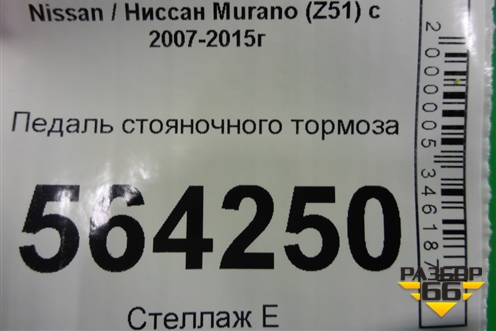 Nissan / Ниссан Murano (Z51) с
2007-2015г
Педаль стояночного тормоза
564250
Стеллаж Е
2000005346187
РАЗБОР
66